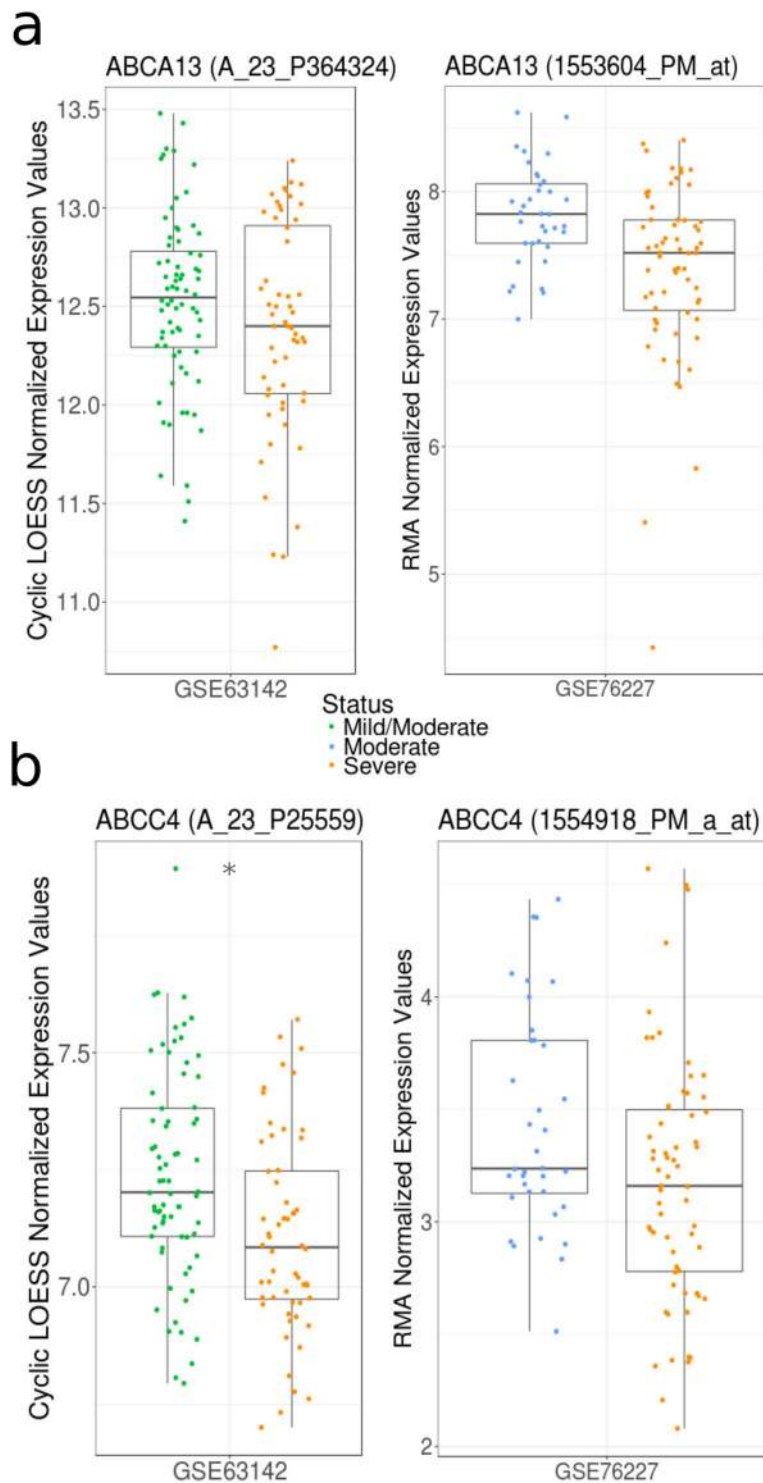 a
ABCA13 (A_23_P364324)
Cyclic LOESS Normalized Expression Values
13.5
13.0
12.5
12.0
11.5
11.0
GSE63142
ABCA13 (1553604_PM_at)
RMA Normalized Expression Values
8
7
6
5
GSE76227
Status
Mild/Moderate
Moderate
Severe
b
ABCC4 (A_23_P25559)
Cyclic LOESS Normalized Expression Values
*
7.5
7.0
GSE63142
ABCC4 (1554918_PM_a_at)
RMA Normalized Expression Values
4
3
2
GSE76227